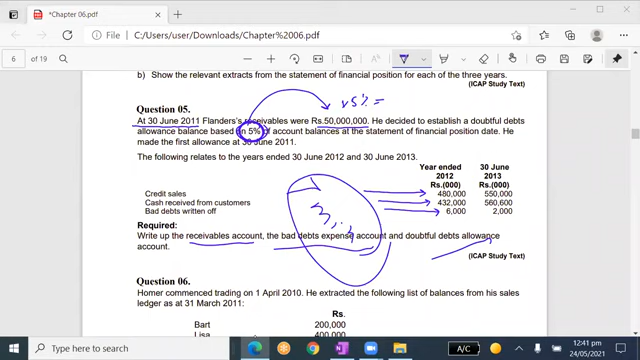 *Chapter 6.pdf
File | C:/Users/user/Downloads/Chapter%2006.pdf
6 of 19
b) Show the relevant extracts from the statement of financial position for each of the three years.
(ICAP Study Text)
x 5% =
Question 05
At 30 June 2011 Flanders's receivables were Rs.50,000,000. He decided to establish a doubtful debts
allowance balance based on 5% of account balances at the statement of financial position date. He
made the first allowance at 30 June 2011.
The following relates to the years ended 30 June 2012 and 30 June 2013.
Year ended 30 June
2012 2013
Rs.(000) Rs.(000)
Credit sales 480,000 550,000
Cash received from customers 432,000 560,600
Bad debts written off 6,000 2,000
Required:
Write up the receivables account, the bad debts expense account and doubtful debts allowance
account.
(ICAP Study Text)
Question 06
Homer commenced trading on 1 April 2010. He extracted the following list of balances from his sales
ledger as at 31 March 2011:
Rs.
Bart 200,000
Lisa 400,000
Type here to search
A/C
12:41 pm
24/05/2021